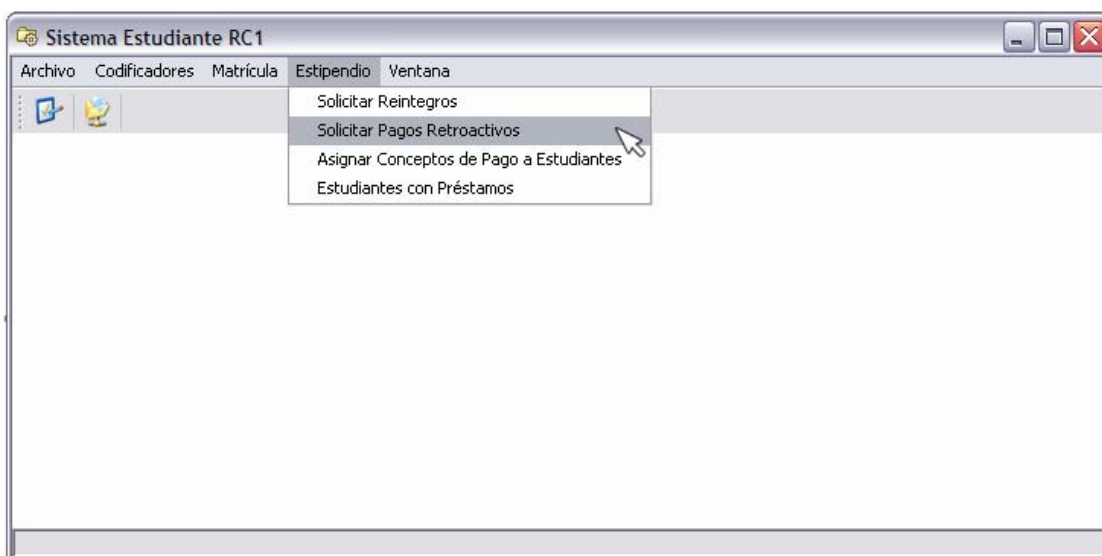 Sistema Estudiante RC1
Archivo Codificadores Matrícula Estipendio Ventana
Solicitar Reintegros
Solicitar Pagos Retroactivos
Asignar Conceptos de Pago a Estudiantes
Estudiantes con Préstamos